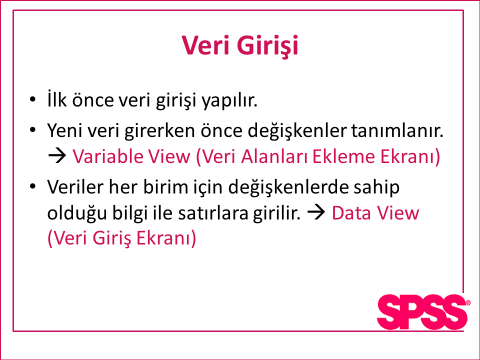 Veri Girişi
• İlk önce veri girişi yapılır.
• Yeni veri girerken önce değişkenler tanımlanır.
→ Variable View (Veri Alanları Ekleme Ekranı)
• Veriler her birim için değişkenlerde sahip
olduğu bilgi ile satırlara girilir. → Data View
(Veri Giriş Ekranı)
SPSS®